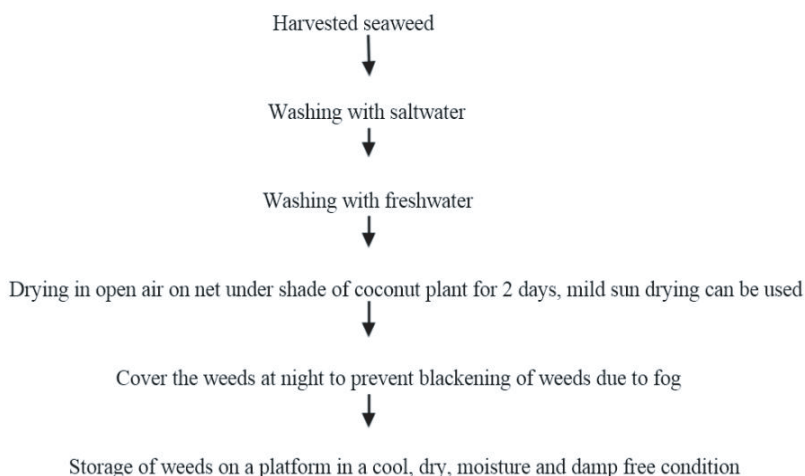 Harvested seaweed
Washing with saltwater
Washing with freshwater
Drying in open air on net under shade of coconut plant for 2 days, mild sun drying can be used
Cover the weeds at night to prevent blackening of weeds due to fog
Storage of weeds on a platform in a cool, dry, moisture and damp free condition